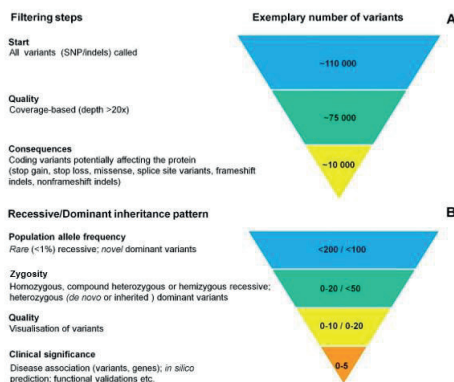 Filtering steps
Exemplary number of variants
A
Start
All variants (SNP/indels) called
~110 000
Quality
Coverage-based (depth >20x)
~75 000
Consequences
Coding variants potentially affecting the protein
(stop gain, stop loss, missense, splice site variants, frameshift
indels, nonframeshift indels)
~10 000
Recessive/Dominant inheritance pattern
B
Population allele frequency
Rare (<1%) recessive; novel dominant variants
<200 / <100
Zygosity
Homozygous, compound heterozygous or hemizygous recessive;
heterozygous (de novo or inherited ) dominant variants
0-20 / <50
Quality
Visualisation of variants
0-10 / 0-20
Clinical significance
Disease association (variants, genes); in silico
prediction; functional validations etc.
0-5